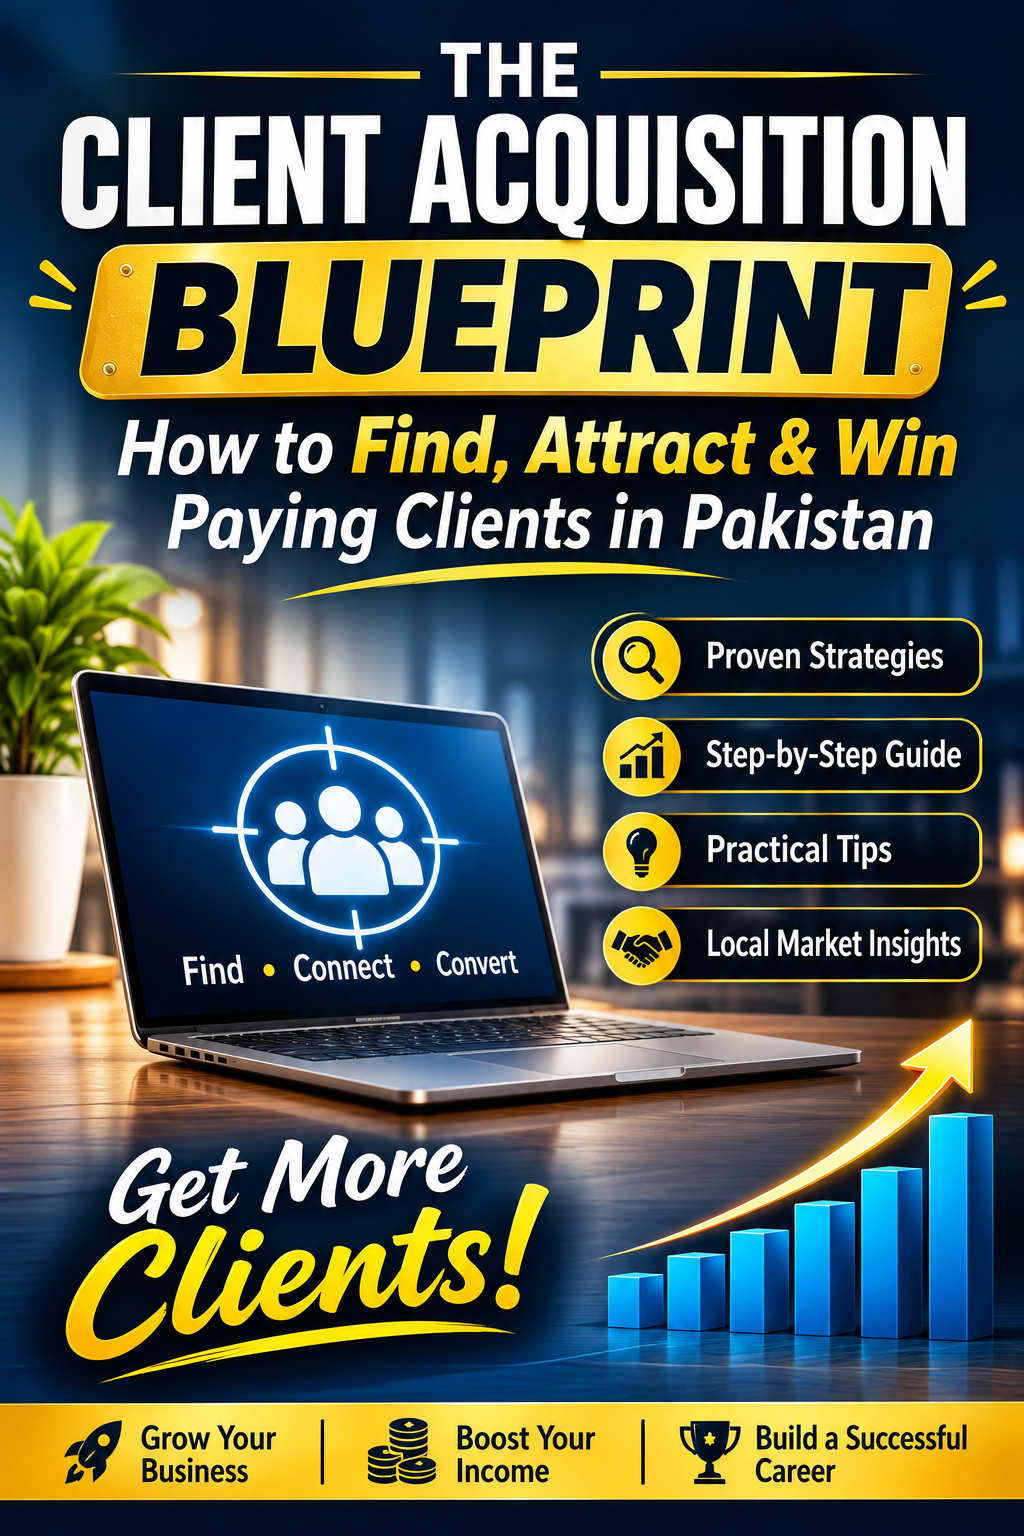 THE
CLIENT ACQUISITION
BLUEPRINT
How to Find, Attract & Win
Paying Clients in Pakistan
Proven Strategies
Step-by-Step Guide
Practical Tips
Local Market Insights
Find • Connect • Convert
Get More
Clients!
Grow Your
Business
Boost Your
Income
Build a Successful
Career